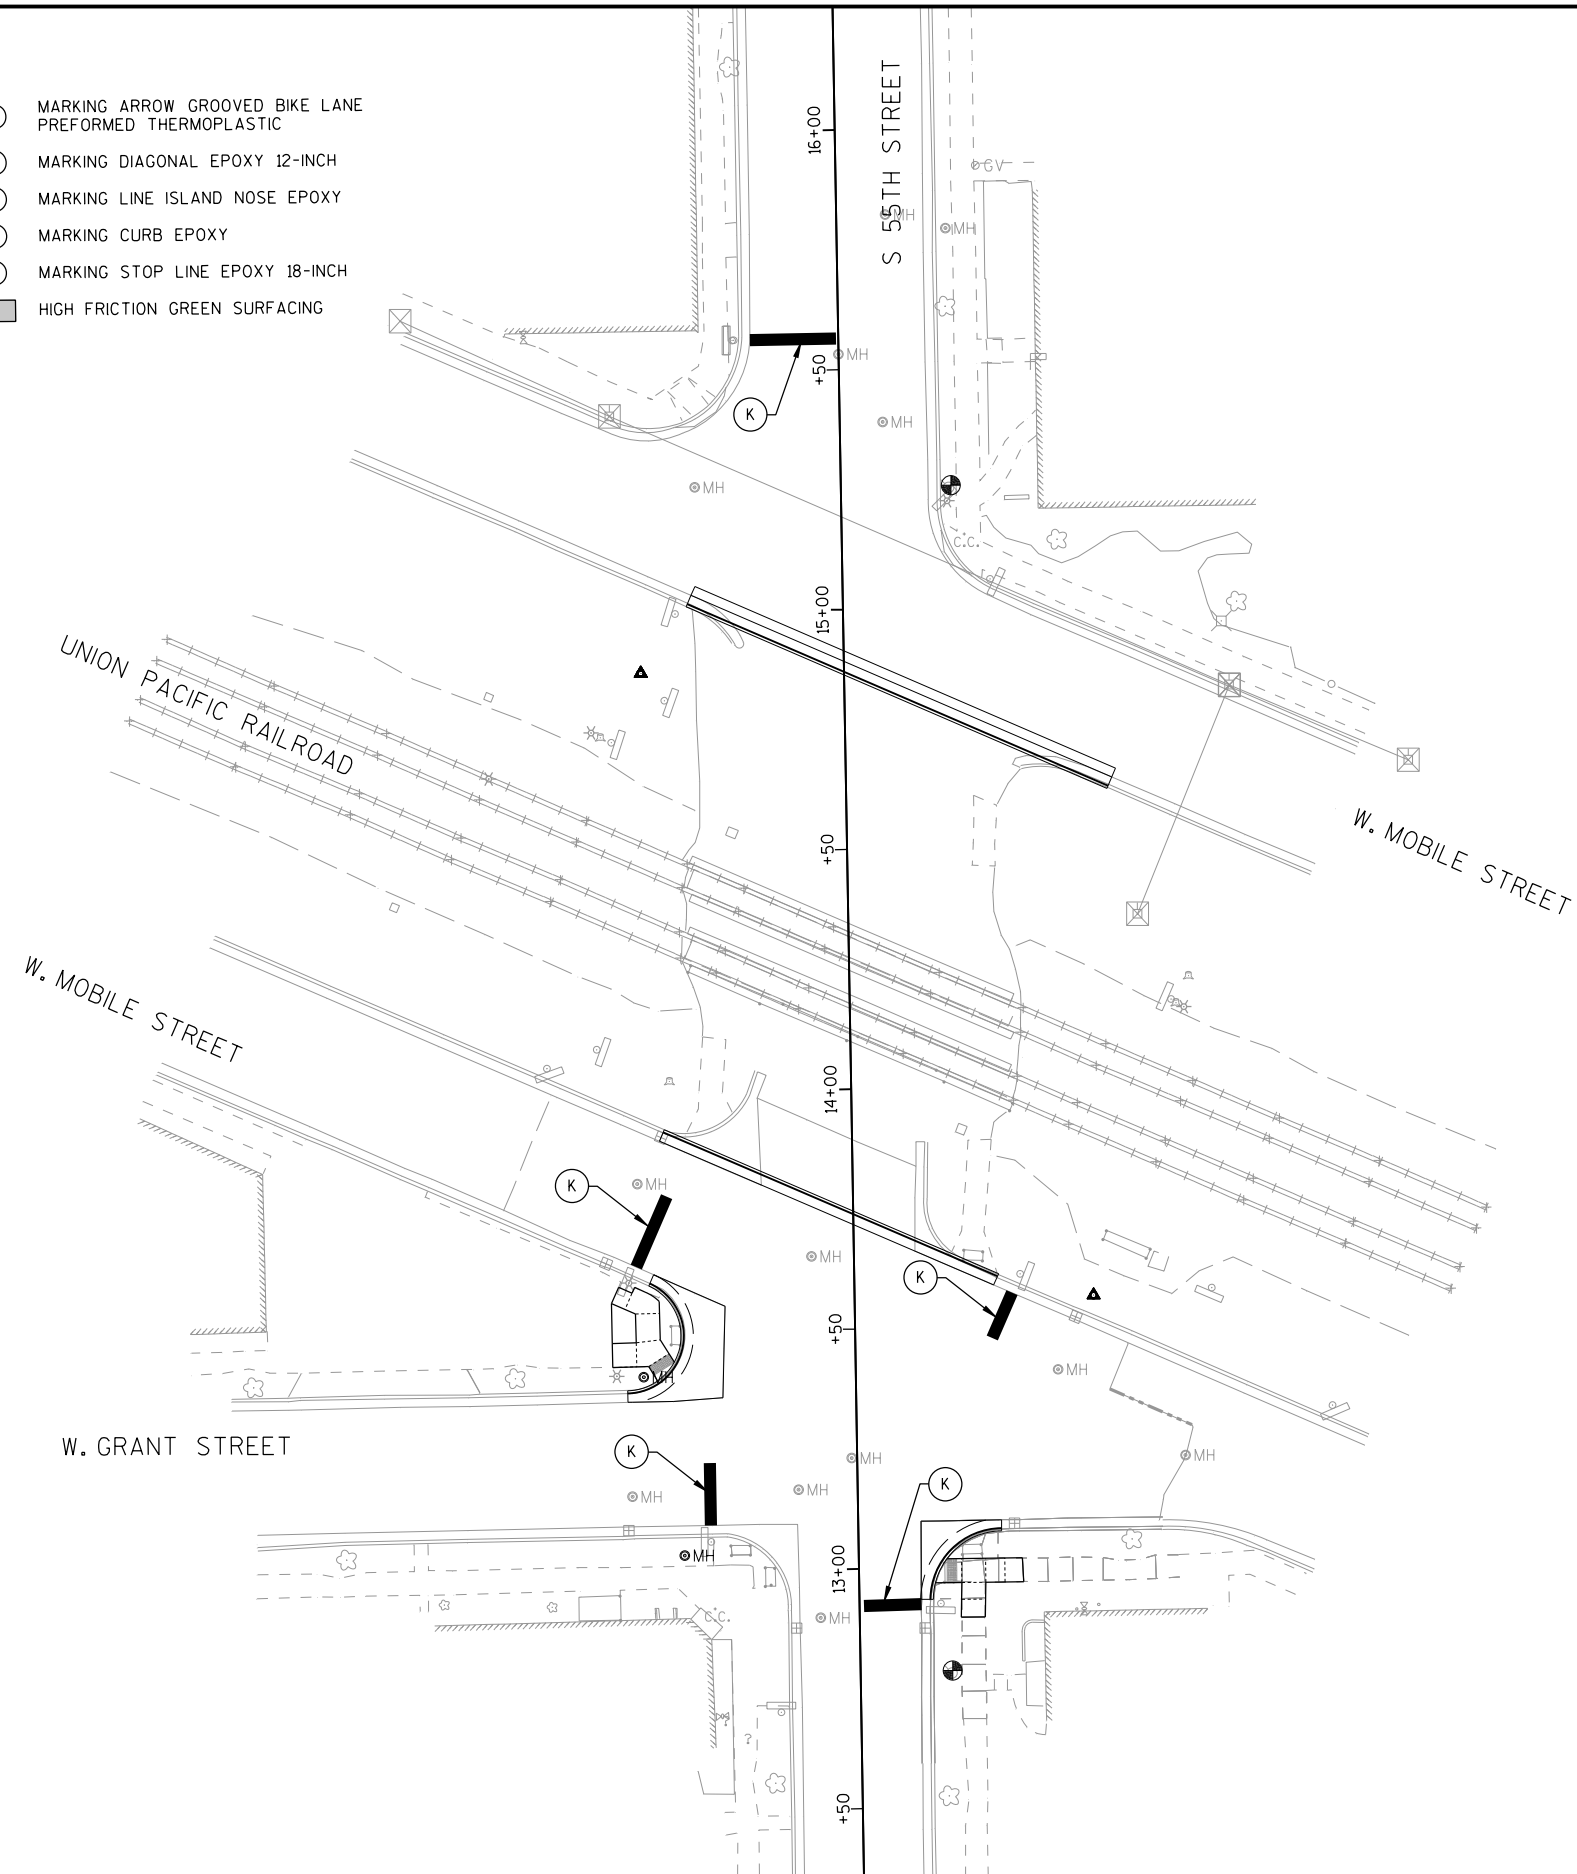 MARKING ARROW GROOVED BIKE LANE
PREFORMED THERMOPLASTIC
MARKING DIAGONAL EPOXY 12-INCH
MARKING LINE ISLAND NOSE EPOXY
MARKING CURB EPOXY
MARKING STOP LINE EPOXY 18-INCH
HIGH FRICTION GREEN SURFACING
S 55TH STREET
16+00
GV
MH
MH
MH
+50
K
MH
MH
C.C.
15+00
UNION PACIFIC RAILROAD
+50
W. MOBILE STREET
W. MOBILE STREET
14+00
K
MH
MH
K
+50
MH
MH
W. GRANT STREET
K
MH
MH
K
MH
MH
MH
13+00
MH
C.C.
?
+50